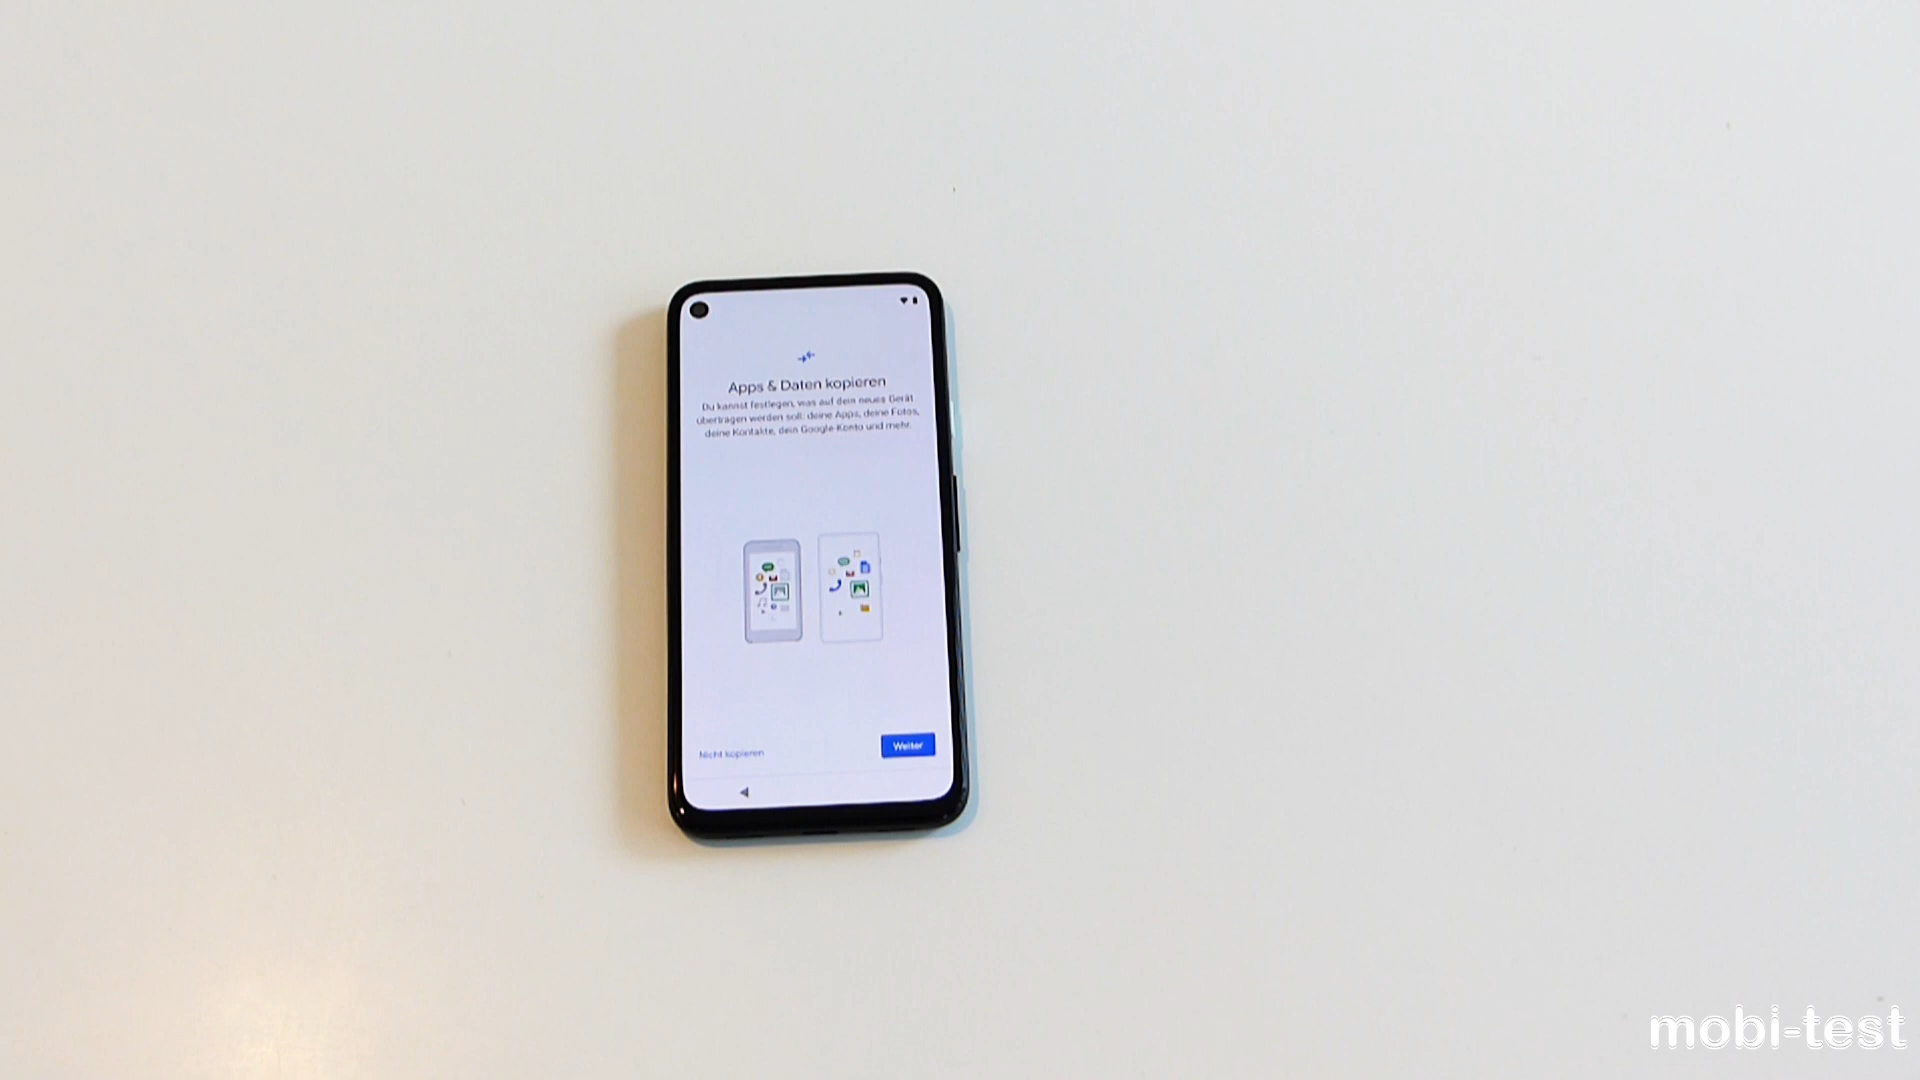 Apps & Daten kopieren
Du kannst festlegen, was auf dem neues Gerät
übertragen werden soll: deine Apps, deine Fotos,
deine Kontakte, dein Google-Konto und mehr.
Nicht kopieren
Weiter
mobi-test